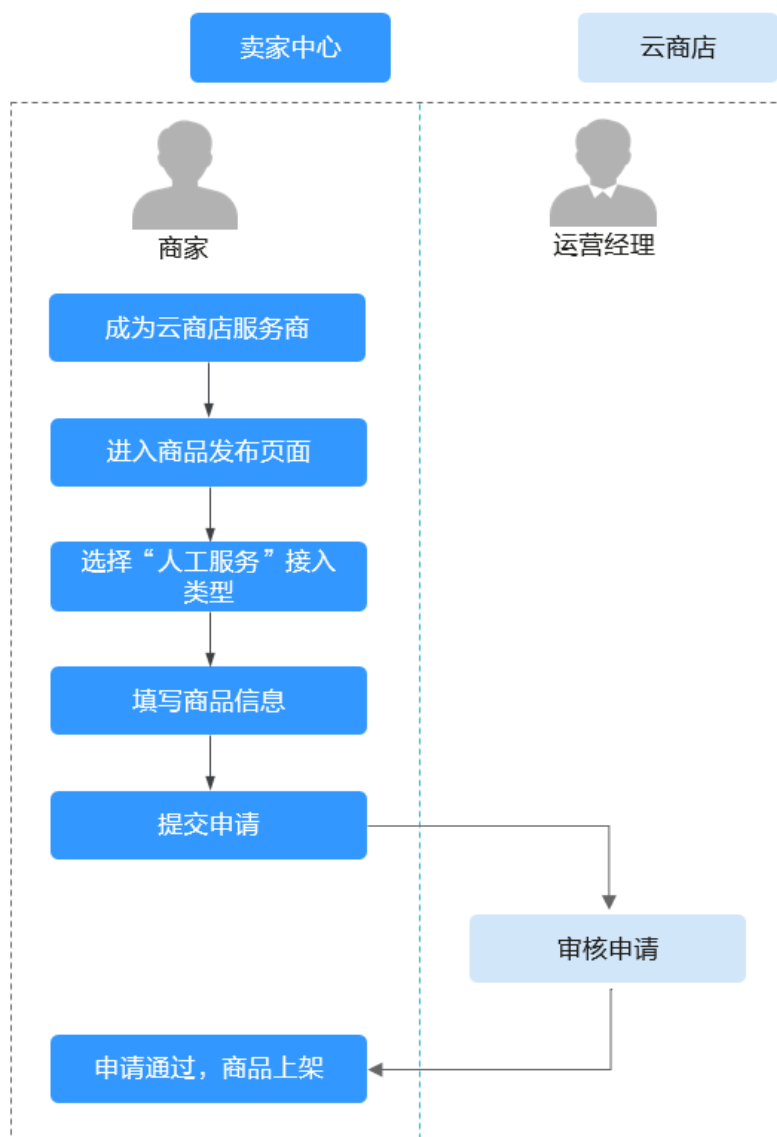 卖家中心
云商店
商家
运营经理
成为云商店服务商
进入商品发布页面
选择“人工服务”接入
类型
填写商品信息
提交申请
审核申请
申请通过，商品上架